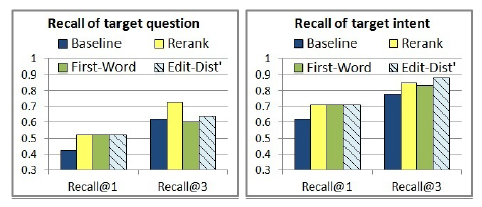 Recall of target question
Baseline Rerank
First-Word Edit-Dist'
1
0.9
0.8
0.7
0.6
0.5
0.4
0.3
Recall@1 Recall@3
Recall of target intent
Baseline Rerank
First-Word Edit-Dist'
1
0.9
0.8
0.7
0.6
0.5
0.4
0.3
Recall@1 Recall@3